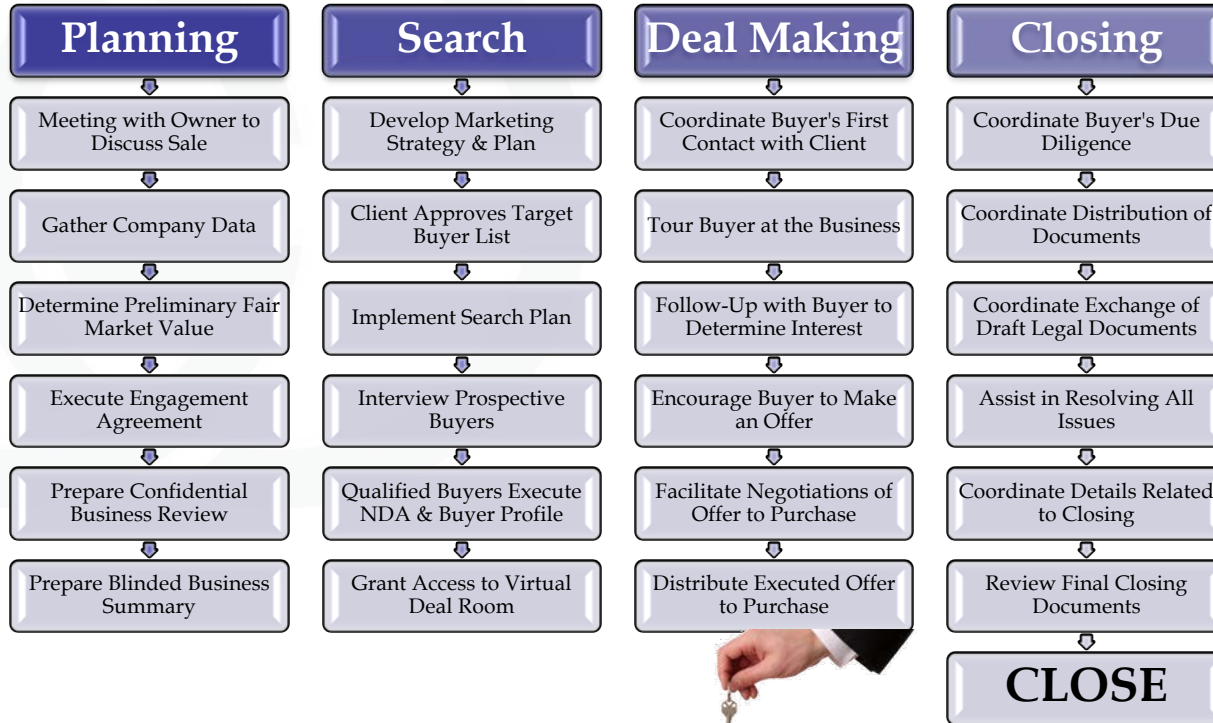 Planning
Meeting with Owner to
Discuss Sale
Gather Company Data
Determine Preliminary Fair
Market Value
Execute Engagement
Agreement
Prepare Confidential
Business Review
Prepare Blinded Business
Summary
Search
Develop Marketing
Strategy & Plan
Client Approves Target
Buyer List
Implement Search Plan
Interview Prospective
Buyers
Qualified Buyers Execute
NDA & Buyer Profile
Grant Access to Virtual
Deal Room
Deal Making
Coordinate Buyer's First
Contact with Client
Tour Buyer at the Business
Follow-Up with Buyer to
Determine Interest
Encourage Buyer to Make
an Offer
Facilitate Negotiations of
Offer to Purchase
Distribute Executed Offer
to Purchase
Closing
Coordinate Buyer's Due
Diligence
Coordinate Distribution of
Documents
Coordinate Exchange of
Draft Legal Documents
Assist in Resolving All
Issues
Coordinate Details Related
to Closing
Review Final Closing
Documents
CLOSE